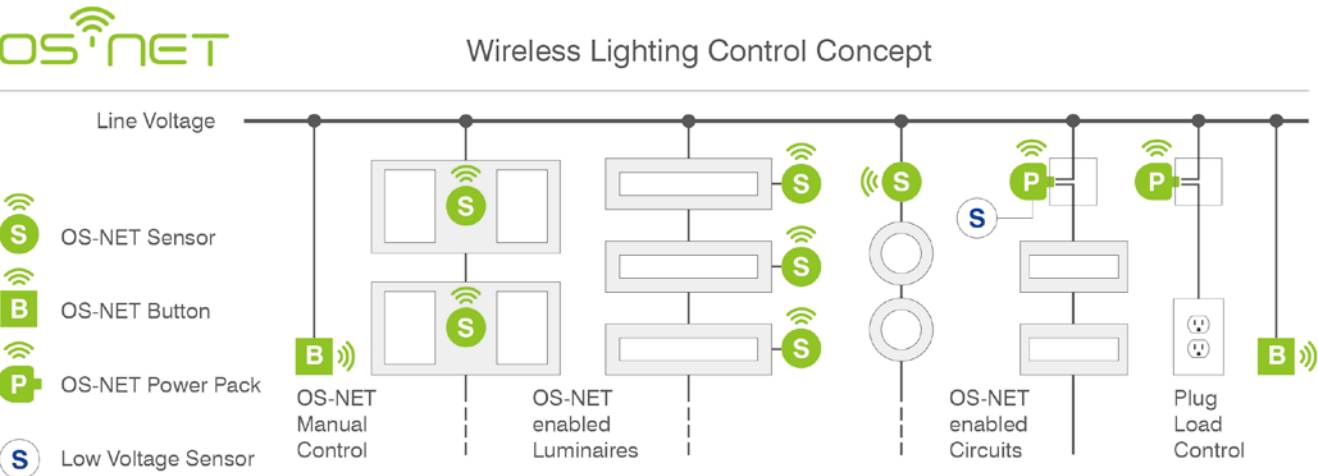 OS-NET
Wireless Lighting Control Concept
Line Voltage
S
OS-NET Sensor
B
OS-NET Button
P
OS-NET Power Pack
S
Low Voltage Sensor
S
S
S
S
S
S
P
S
P
B
B
OS-NET
Manual
Control
OS-NET
enabled
Luminaires
OS-NET
enabled
Circuits
Plug
Load
Control